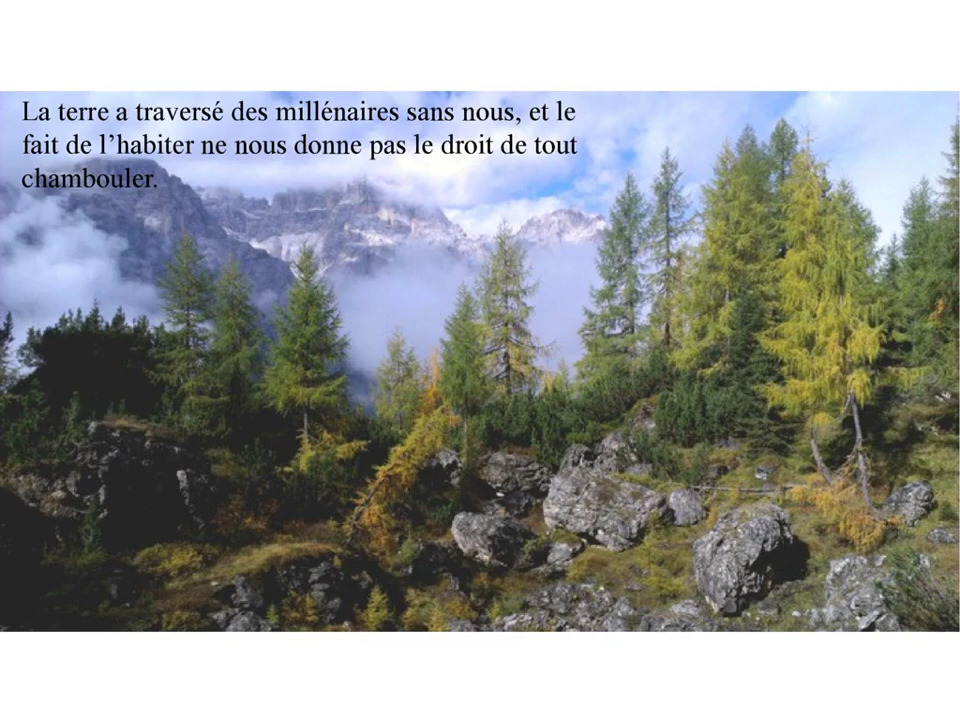 La terre a traversé des millénaires sans nous, et le
fait de l’habiter ne nous donne pas le droit de tout
chambouler.